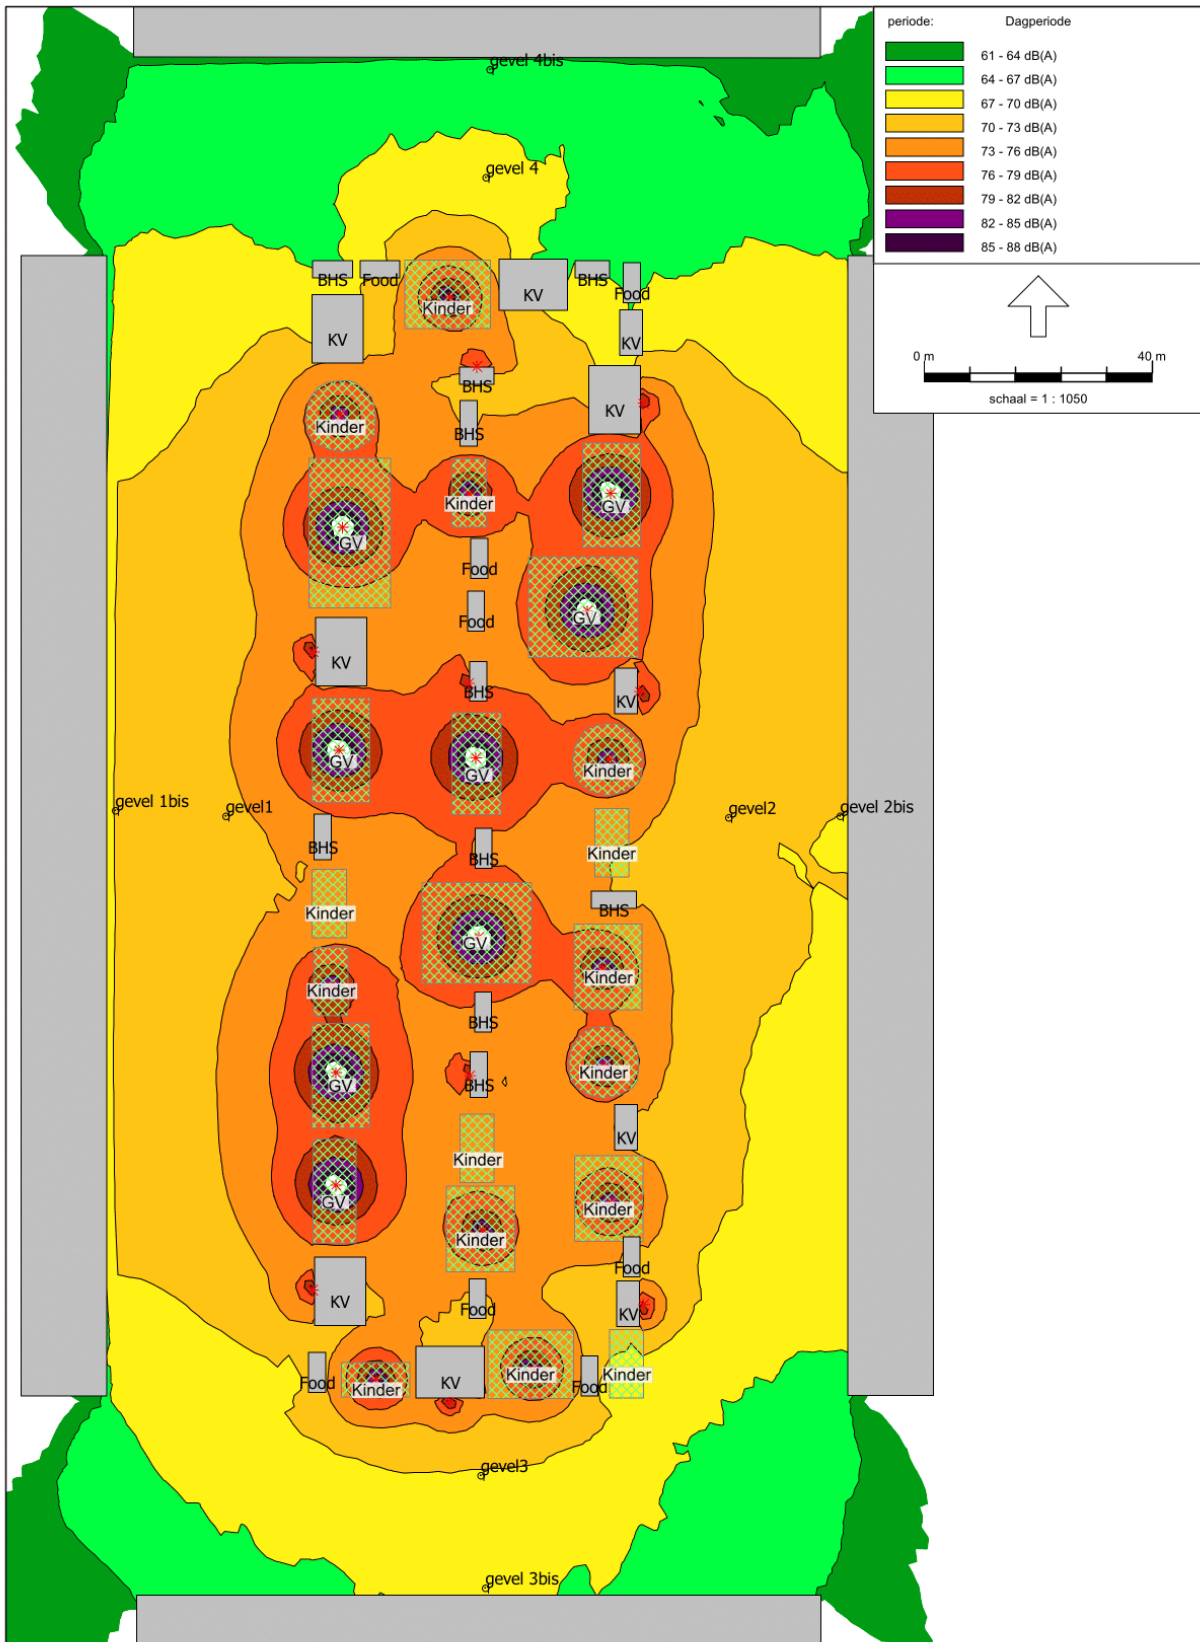 periode: Dagperiode
61 - 64 dB(A)
64 - 67 dB(A)
67 - 70 dB(A)
70 - 73 dB(A)
73 - 76 dB(A)
76 - 79 dB(A)
79 - 82 dB(A)
82 - 85 dB(A)
85 - 88 dB(A)
0 m 40 m
schaal = 1 : 1050
gevel 4bis
gevel 4
BHS Food BHS
Kinder KV Food
KV KV
BHS
KV
Kinder BHS
Kinder GV
GV
Food
GV
Food
KV
BHS KV
GV GV Kinder
gevel 1bis gevel1 gevel2 gevel 2bis
BHS BHS Kinder
Kinder BHS
GV
Kinder Kinder
BHS
GV BHS Kinder
KV
Kinder
GV Kinder
Kinder
Food
KV Food KV
Food Kinder KV Kinder Food Kinder
gevel3
gevel 3bis